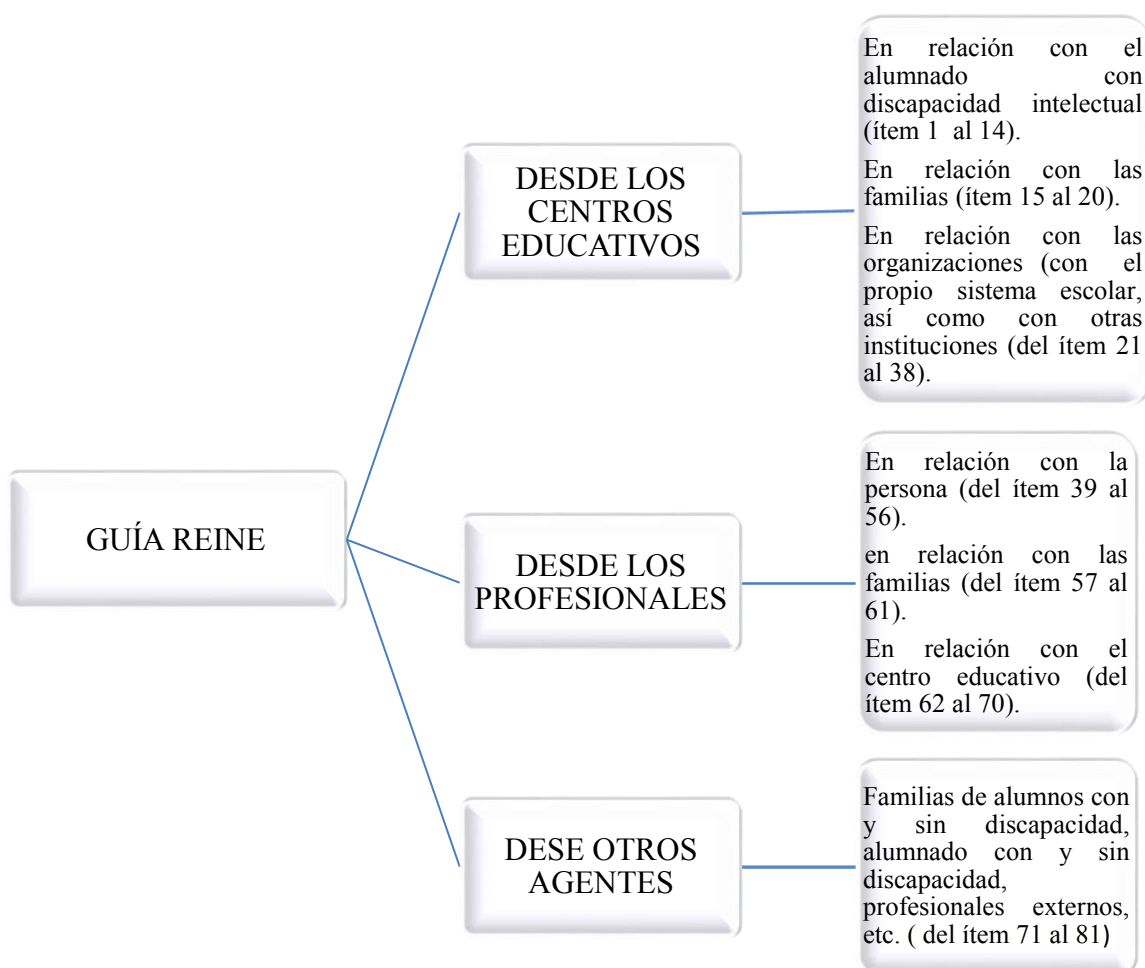 GUÍA REINE
DESDE LOS
CENTROS
EDUCATIVOS
En relación con el
alumnado con
discapacidad intelectual
(ítem 1 al 14).
En relación con las
familias (ítem 15 al 20).
En relación con las
organizaciones (con el
propio sistema escolar,
así como con otras
instituciones (del ítem 21
al 38).
DESDE LOS
PROFESIONALES
En relación con la
persona (del ítem 39 al
56).
en relación con las
familias (del ítem 57 al
61).
En relación con el
centro educativo (del
ítem 62 al 70).
DESE OTROS
AGENTES
Familias de alumnos con
y sin discapacidad,
alumnado con y sin
discapacidad,
profesionales externos,
etc. ( del ítem 71 al 81)